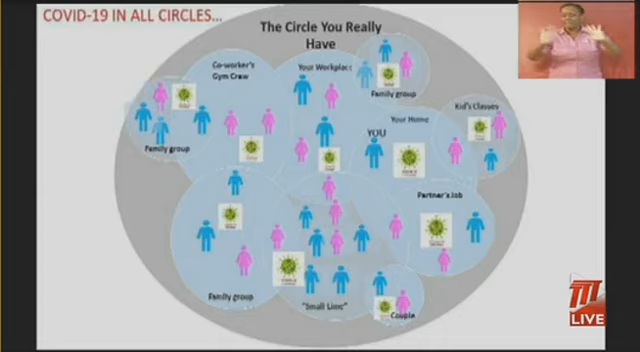 COVID-19 IN ALL CIRCLES...
The Circle You Really
Have
Co-worker's
Gym Crew
Your Workplace
Family group
Kid's Classes
Your Home
YOU
Family group
Partner's Job
Family group
"Small Lime"
Couple
LIVE